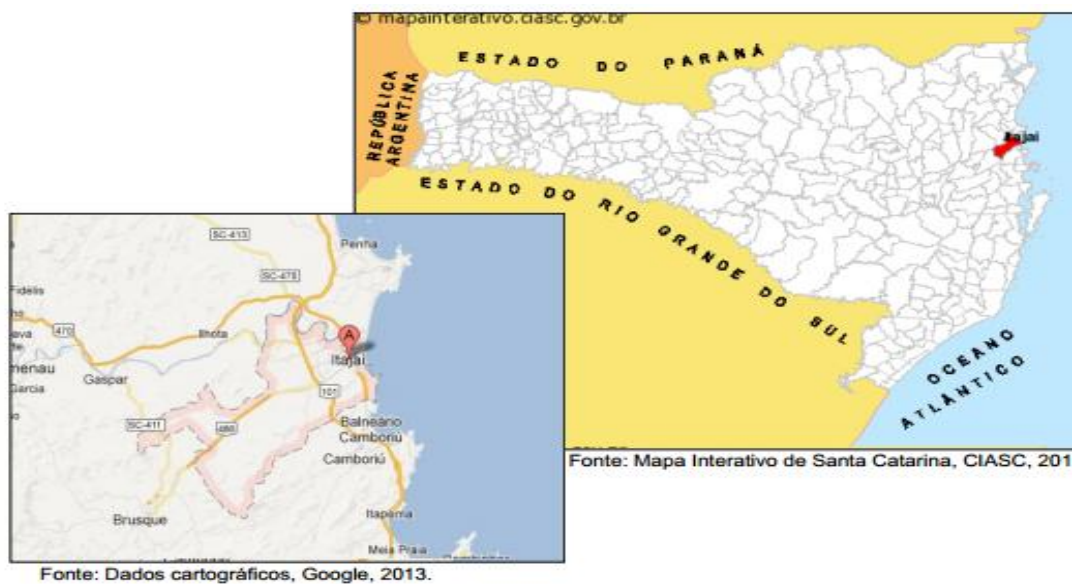 © mapainterativo.ciasc.gov.br
ESTADO DO PARANÁ
REPÚBLICA
ARGENTINA
Itajaí
ESTADO DO RIO GRANDE DO SUL
OCEANO
ATLÂNTICO
Fonte: Mapa Interativo de Santa Catarina, CIASC, 201
SC-413
Penha
SC-470
Fidelis
470
Ilhota
Itajaí
A
Gaspar
Garcia
101
SC-411
486
Balneário
Camboriú
Camboriú
Brusque
Itapema
Meia Praia
Fonte: Dados cartográficos, Google, 2013.